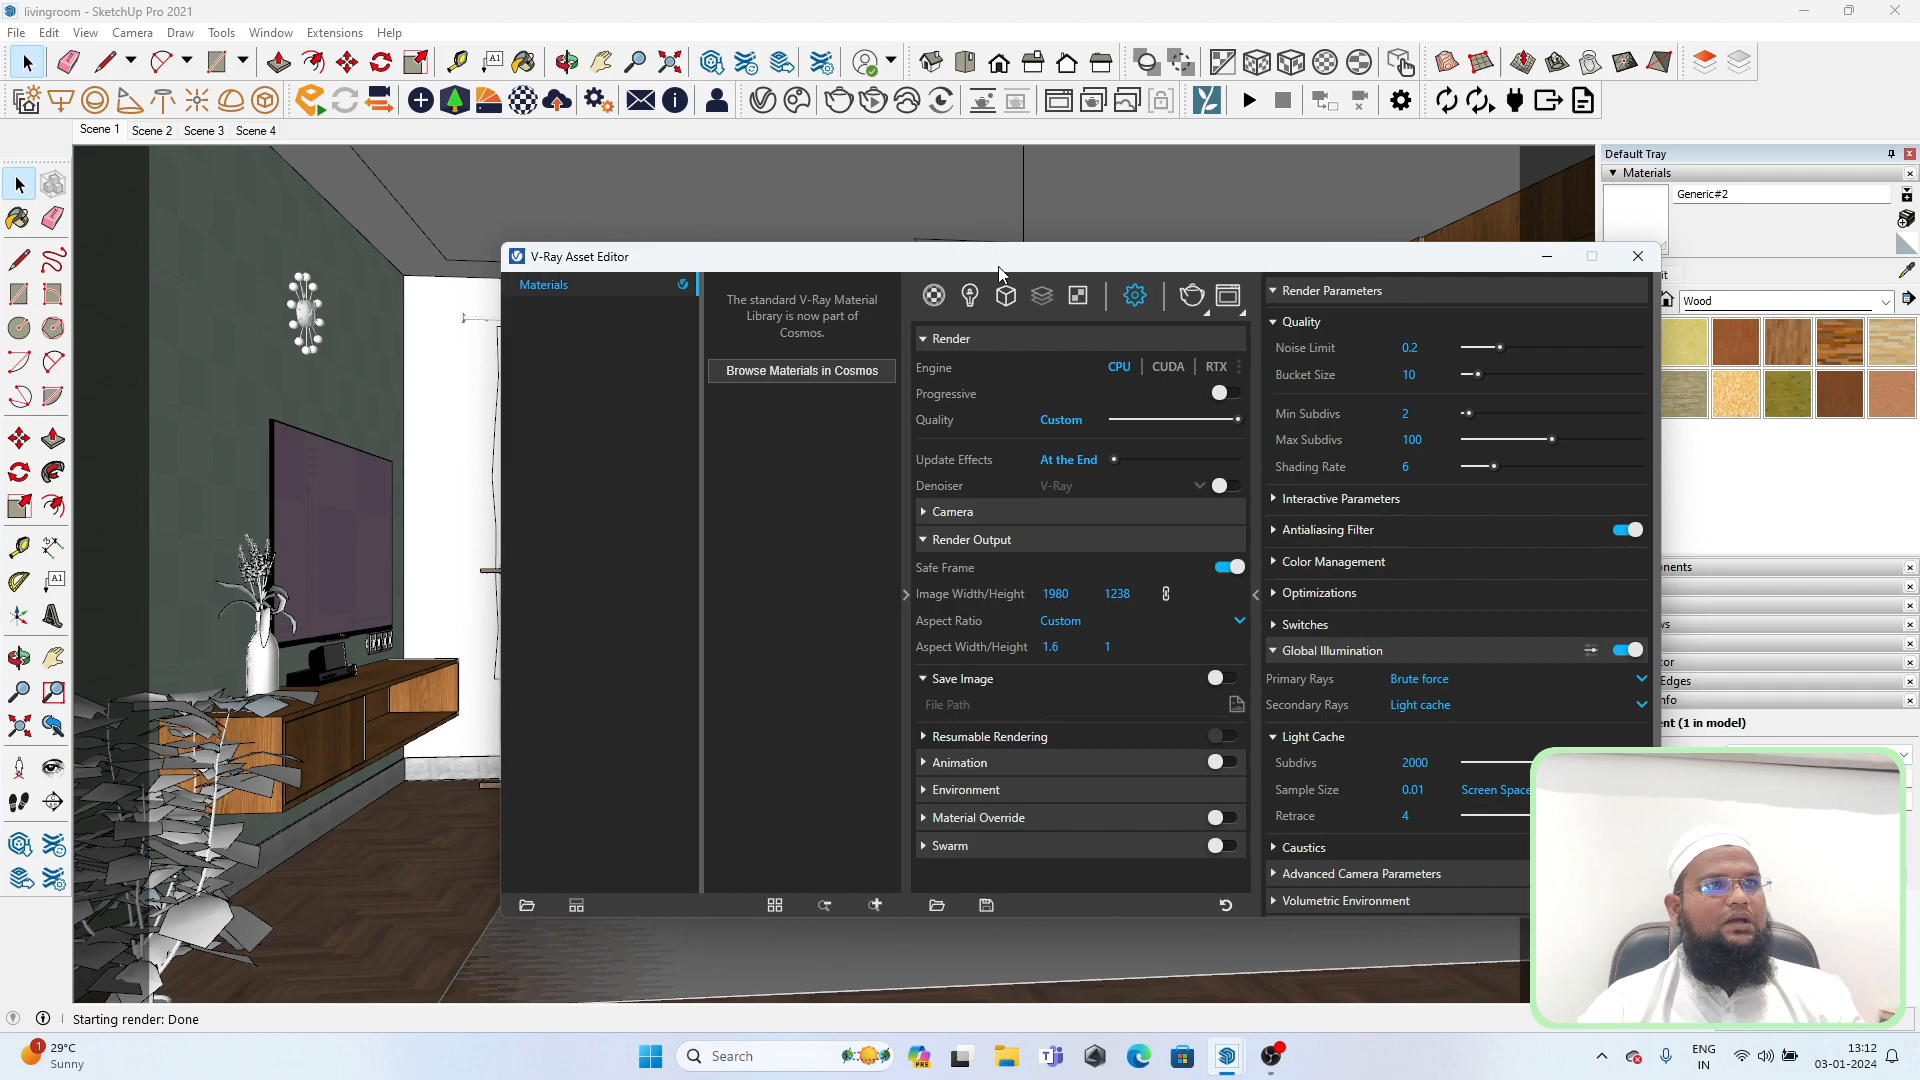 livingroom - SketchUp Pro 2021
File Edit View Camera Draw Tools Window Extensions Help
Scene 1 Scene 2 Scene 3 Scene 4
Default Tray
Materials
Generic#2
Wood
V-Ray Asset Editor
Materials
The standard V-Ray Material
Library is now part of
Cosmos.
Browse Materials in Cosmos
Render
Engine CPU CUDA RTX
Progressive
Quality Custom
Update Effects At the End
Denoiser V-Ray
Camera
Render Output
Safe Frame
Image Width/Height 1980 1238
Aspect Ratio Custom
Aspect Width/Height 1.6 1
Save Image
File Path
Resumable Rendering
Animation
Environment
Material Override
Swarm
Render Parameters
Quality
Noise Limit 0.2
Bucket Size 10
Min Subdivs 2
Max Subdivs 100
Shading Rate 6
Interactive Parameters
Antialiasing Filter
Color Management
Optimizations
Switches
Global Illumination
Primary Rays Brute force
Secondary Rays Light cache
Light Cache
Subdivs 2000
Sample Size 0.01 Screen Space
Retrace 4
Caustics
Advanced Camera Parameters
Volumetric Environment
nents
ws
tor
Edges
nfo
ent (1 in model)
Starting render: Done
1
29°C
Sunny
Search
PRE
ENG
IN
13:12
03-01-2024